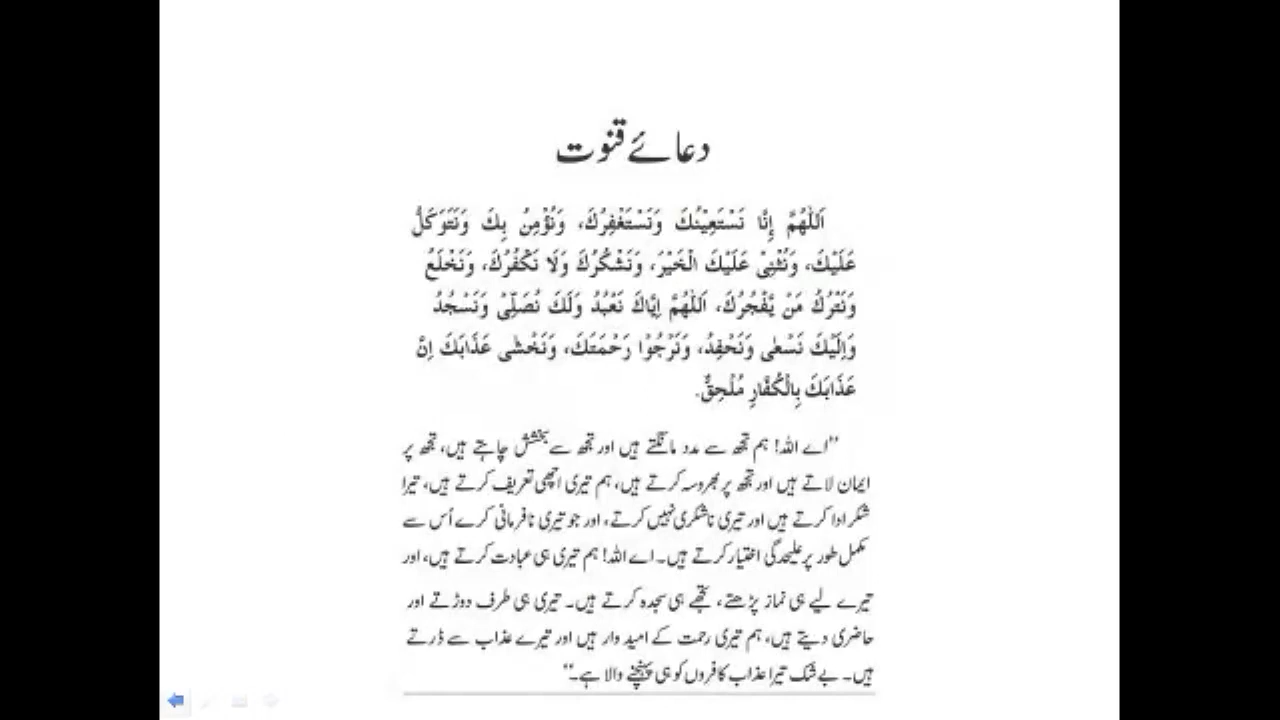 دعائے قنوت
اَللّٰهُمَّ إِنَّا نَسْتَعِيْنُكَ وَنَسْتَغْفِرُكَ، وَنُؤْمِنُ بِكَ وَنَتَوَكَّلُ
عَلَيْكَ، وَنُثْنِيْ عَلَيْكَ الْخَيْرَ، وَنَشْكُرُكَ وَلَا نَكْفُرُكَ، وَنَخْلَعُ
وَنَتْرُكُ مَنْ يَّفْجُرُكَ، اَللّٰهُمَّ اِيَّاكَ نَعْبُدُ وَلَكَ نُصَلِّيْ وَنَسْجُدُ
وَاِلَيْكَ نَسْعٰى وَنَحْفِدُ، وَنَرْجُوْا رَحْمَتَكَ، وَنَخْشٰى عَذَابَكَ اِنَّ
عَذَابَكَ بِالْكُفَّارِ مُلْحِقٌ.
”اے اللہ! ہم تجھ سے مدد مانگتے ہیں اور تجھ سے بخشش چاہتے ہیں، تجھ پر
ایمان لاتے ہیں اور تجھ پر بھروسہ کرتے ہیں، ہم تیری اچھی تعریف کرتے ہیں، تیرا
شکر ادا کرتے ہیں اور تیری ناشکری نہیں کرتے، اور جو تیری نافرمانی کرے اُس سے
مکمل طور پر علیحدگی اختیار کرتے ہیں۔ اے اللہ! ہم تیری ہی عبادت کرتے ہیں، اور
تیرے لیے ہی نماز پڑھتے، تجھے ہی سجدہ کرتے ہیں۔ تیری ہی طرف دوڑتے اور
حاضری دیتے ہیں، ہم تیری رحمت کے امید وار ہیں اور تیرے عذاب سے ڈرتے
ہیں۔ بے شک تیرا عذاب کافروں کو ہی پہنچنے والا ہے۔“